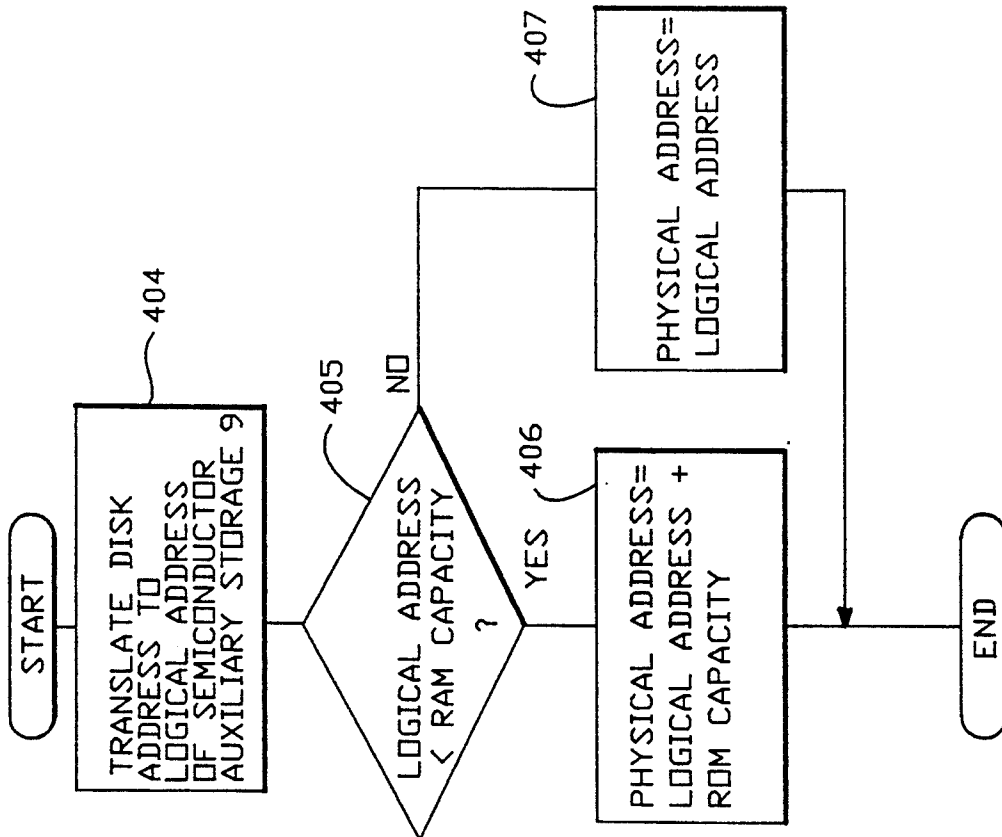 START
404
TRANSLATE DISK
ADDRESS TO
LOGICAL ADDRESS
OF SEMICONDUCTOR
AUXILIARY STORAGE 9
405
LOGICAL ADDRESS
< RAM CAPACITY
?
NO
YES
406
PHYSICAL ADDRESS=
LOGICAL ADDRESS +
ROM CAPACITY
407
PHYSICAL ADDRESS=
LOGICAL ADDRESS
END